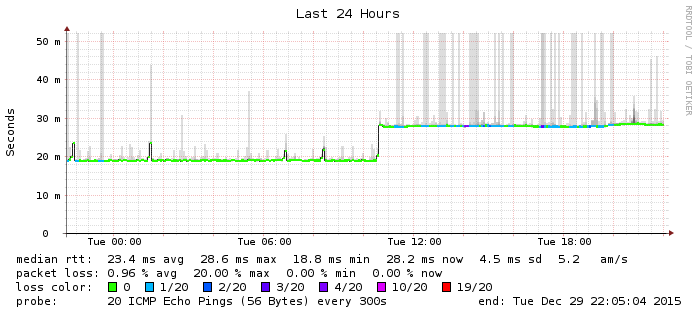 Last 24 Hours
RRDTOOL / TOBI OETIKER
Seconds
50 m
40 m
30 m
20 m
10 m
0
Tue 00:00 Tue 06:00 Tue 12:00 Tue 18:00
median rtt: 23.4 ms avg 28.6 ms max 18.8 ms min 28.2 ms now 4.5 ms sd 5.2 am/s
packet loss: 0.96 % avg 20.00 % max 0.00 % min 0.00 % now
loss color: 0 1/20 2/20 3/20 4/20 10/20 19/20
probe: 20 ICMP Echo Pings (56 Bytes) every 300s end: Tue Dec 29 22:05:04 2015